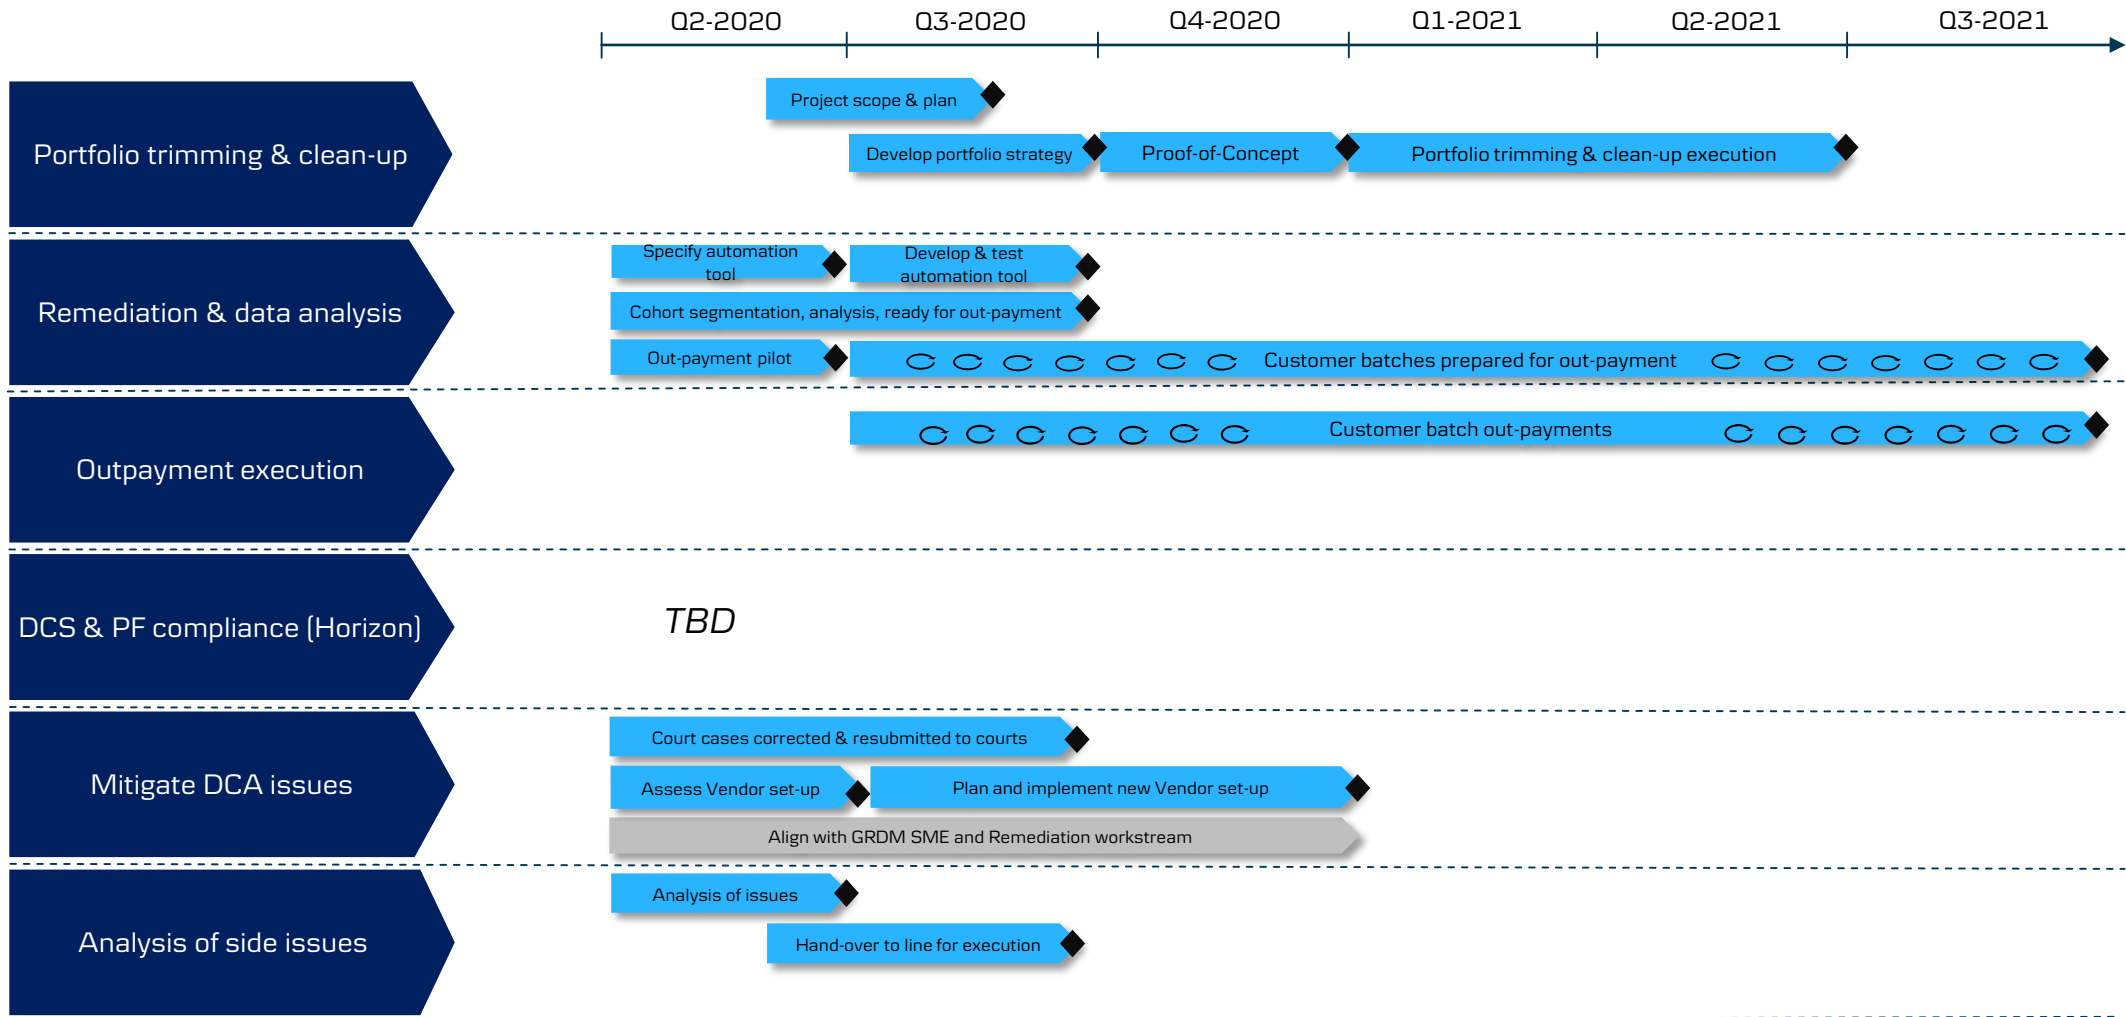 Q2-2020
Q3-2020
Q4-2020
Q1-2021
Q2-2021
Q3-2021
Portfolio trimming & clean-up
Project scope & plan
Develop portfolio strategy
Proof-of-Concept
Portfolio trimming & clean-up execution
Remediation & data analysis
Specify automation
tool
Develop & test
automation tool
Cohort segmentation, analysis, ready for out-payment
Out-payment pilot
Customer batches prepared for out-payment
Outpayment execution
Customer batch out-payments
DCS & PF compliance (Horizon)
TBD
Mitigate DCA issues
Court cases corrected & resubmitted to courts
Assess Vendor set-up
Plan and implement new Vendor set-up
Align with GRDM SME and Remediation workstream
Analysis of side issues
Analysis of issues
Hand-over to line for execution